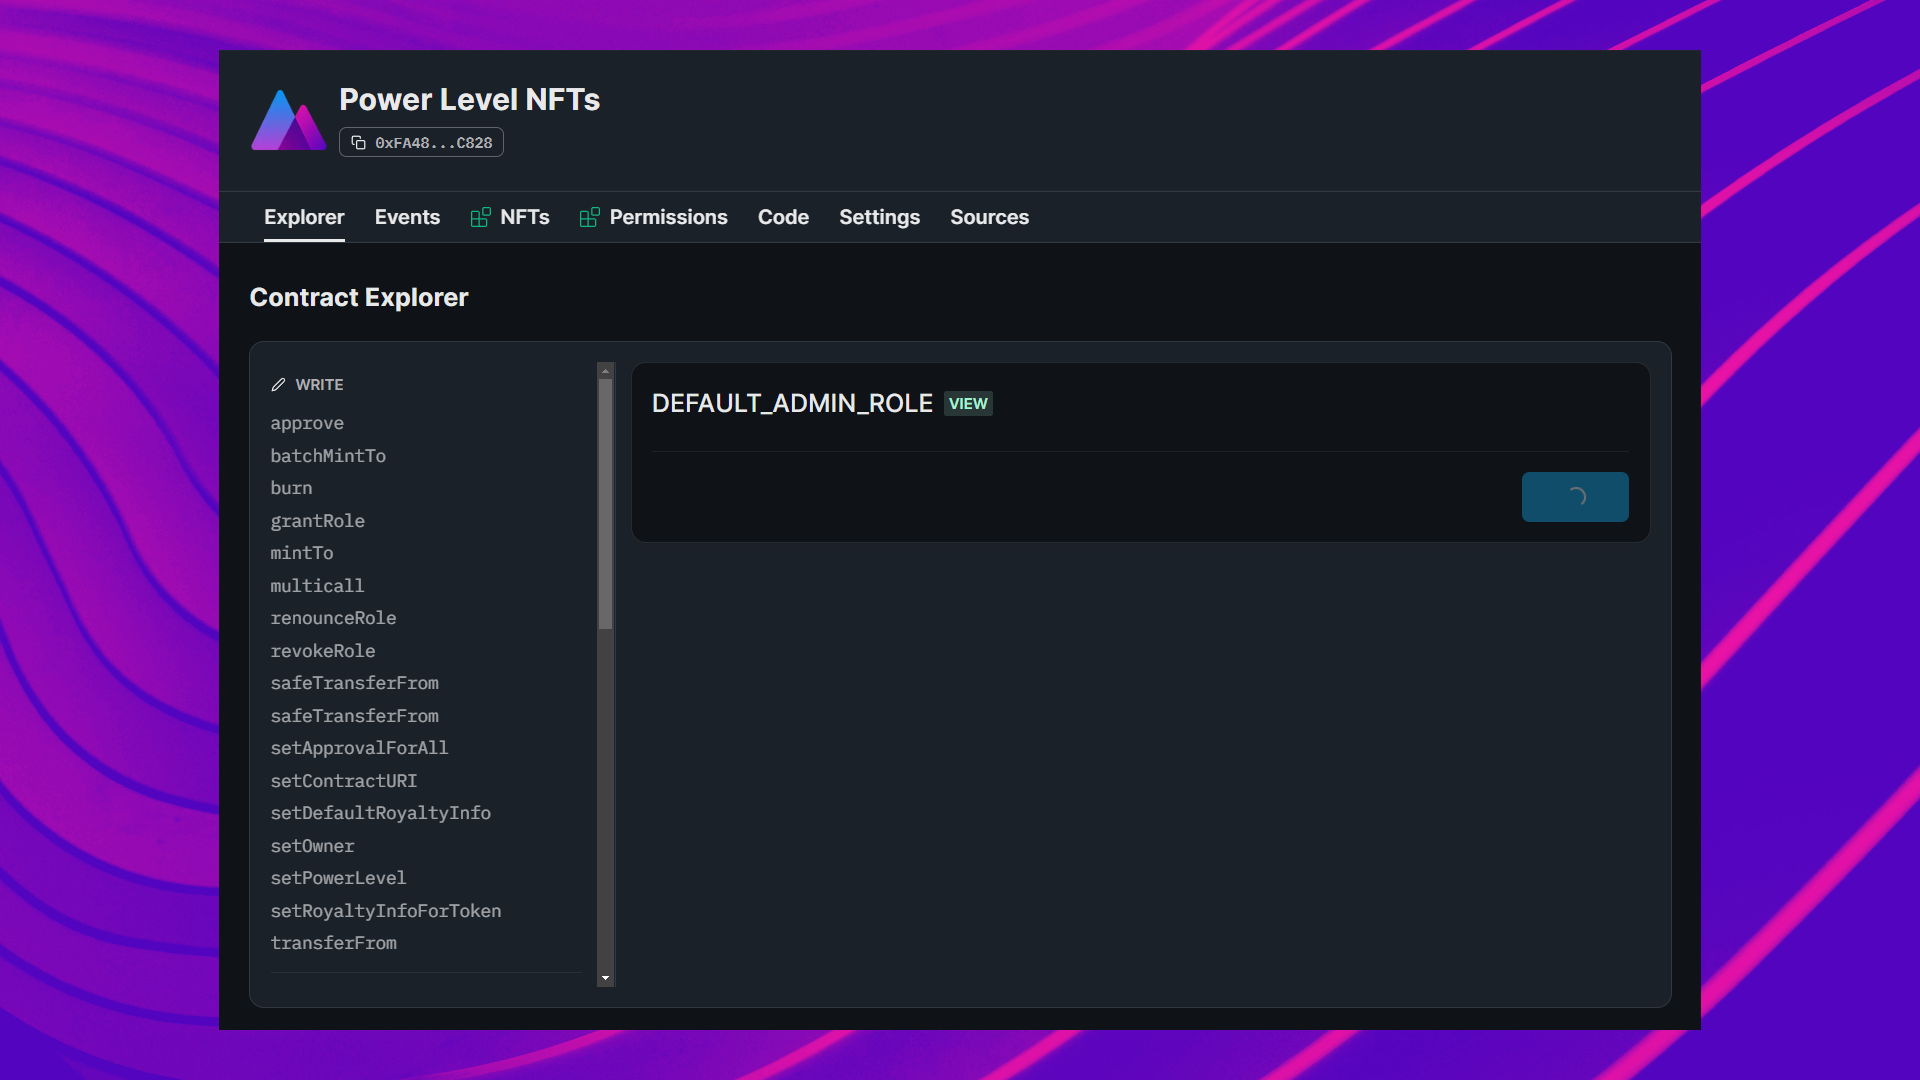 Power Level NFTs
0xFA48...C828
Explorer Events NFTs Permissions Code Settings Sources
Contract Explorer
WRITE
approve
batchMintTo
burn
grantRole
mintTo
multicall
renounceRole
revokeRole
safeTransferFrom
safeTransferFrom
setApprovalForAll
setContractURI
setDefaultRoyaltyInfo
setOwner
setPowerLevel
setRoyaltyInfoForToken
transferFrom
DEFAULT_ADMIN_ROLE VIEW